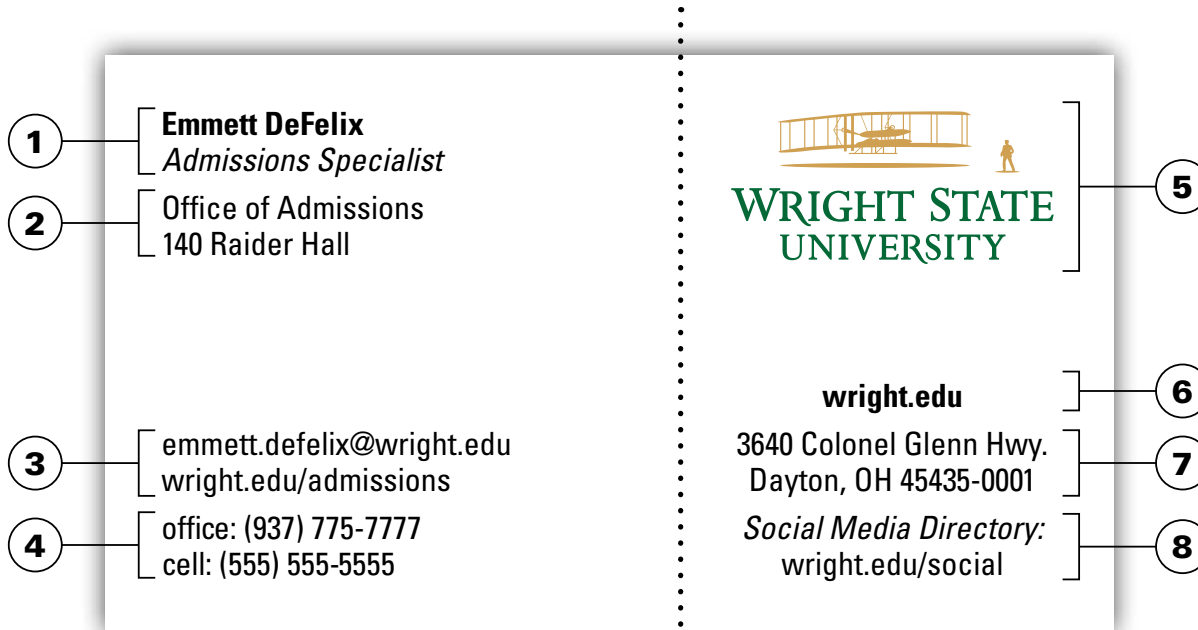 1
Emmett DeFelix
Admissions Specialist
2
Office of Admissions
140 Raider Hall
3
emmett.defelix@wright.edu
wright.edu/admissions
4
office: (937) 775-7777
cell: (555) 555-5555
WRIGHT STATE
UNIVERSITY
5
wright.edu
6
3640 Colonel Glenn Hwy.
Dayton, OH 45435-0001
7
Social Media Directory:
wright.edu/social
8